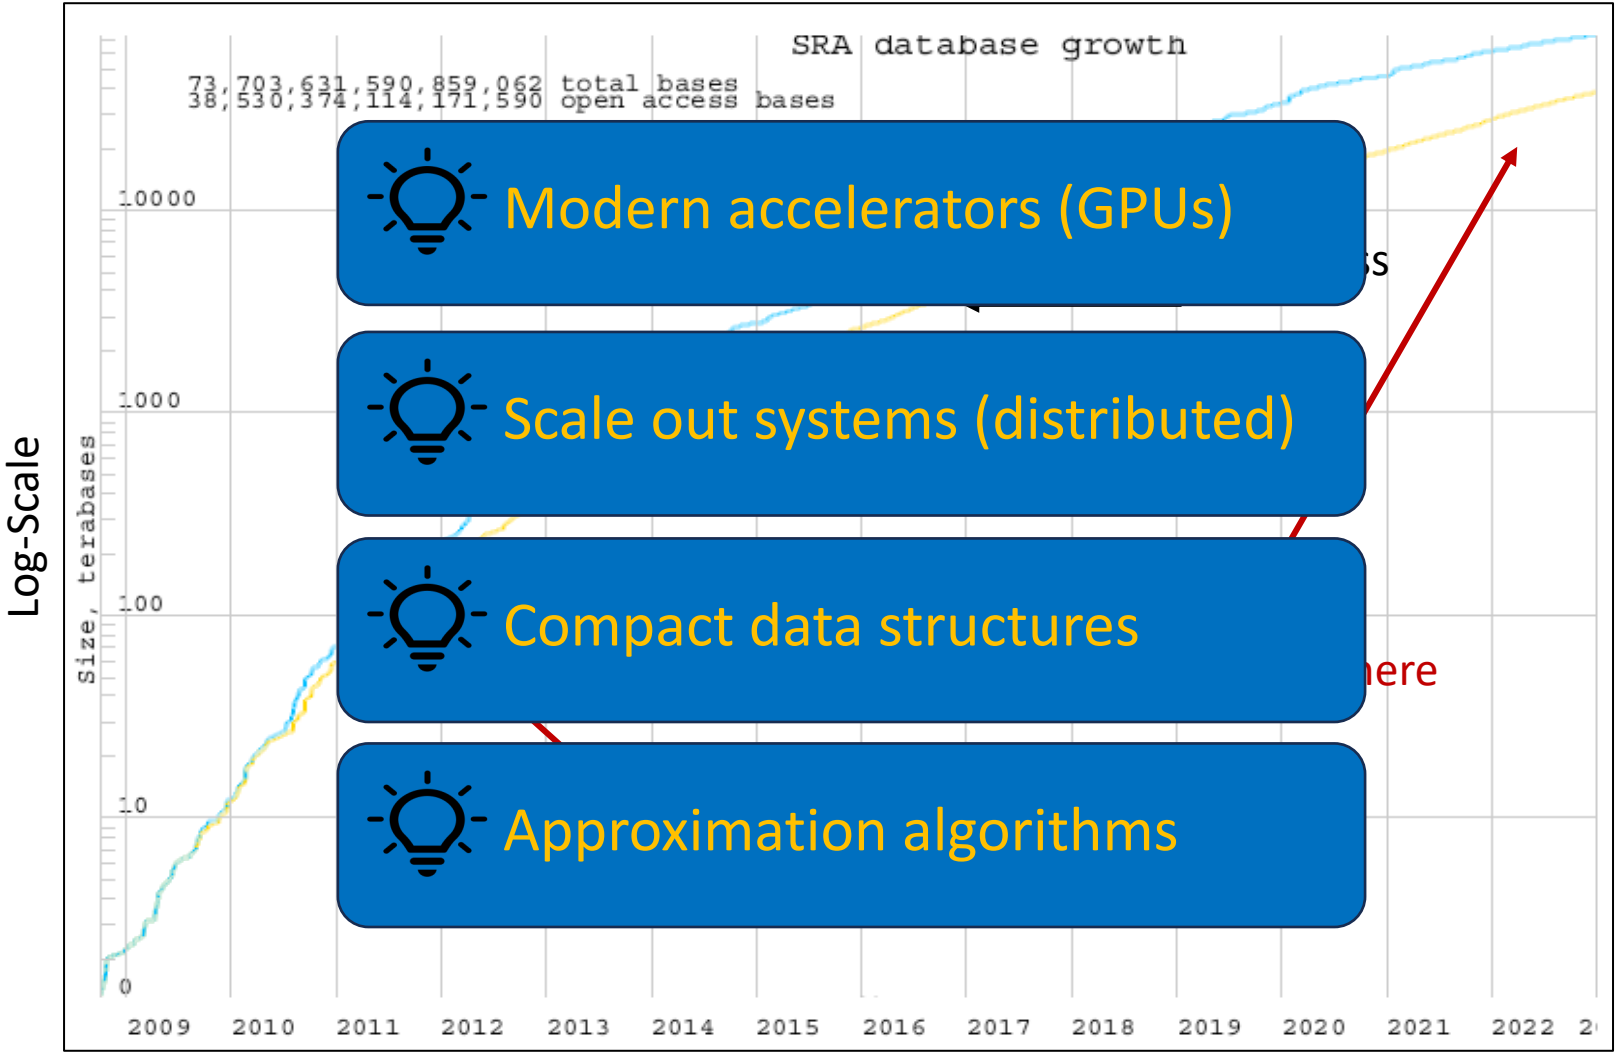 SRA database growth
73,703,631,590,859,062 total bases
38,530,374,114,171,590 open access bases
Modern accelerators (GPUs)
10000
Scale out systems (distributed)
1000
Log-Scale
Size, terabases
Compact data structures
100
Approximation algorithms
10
0
2009 2010 2011 2012 2013 2014 2015 2016 2017 2018 2019 2020 2021 2022